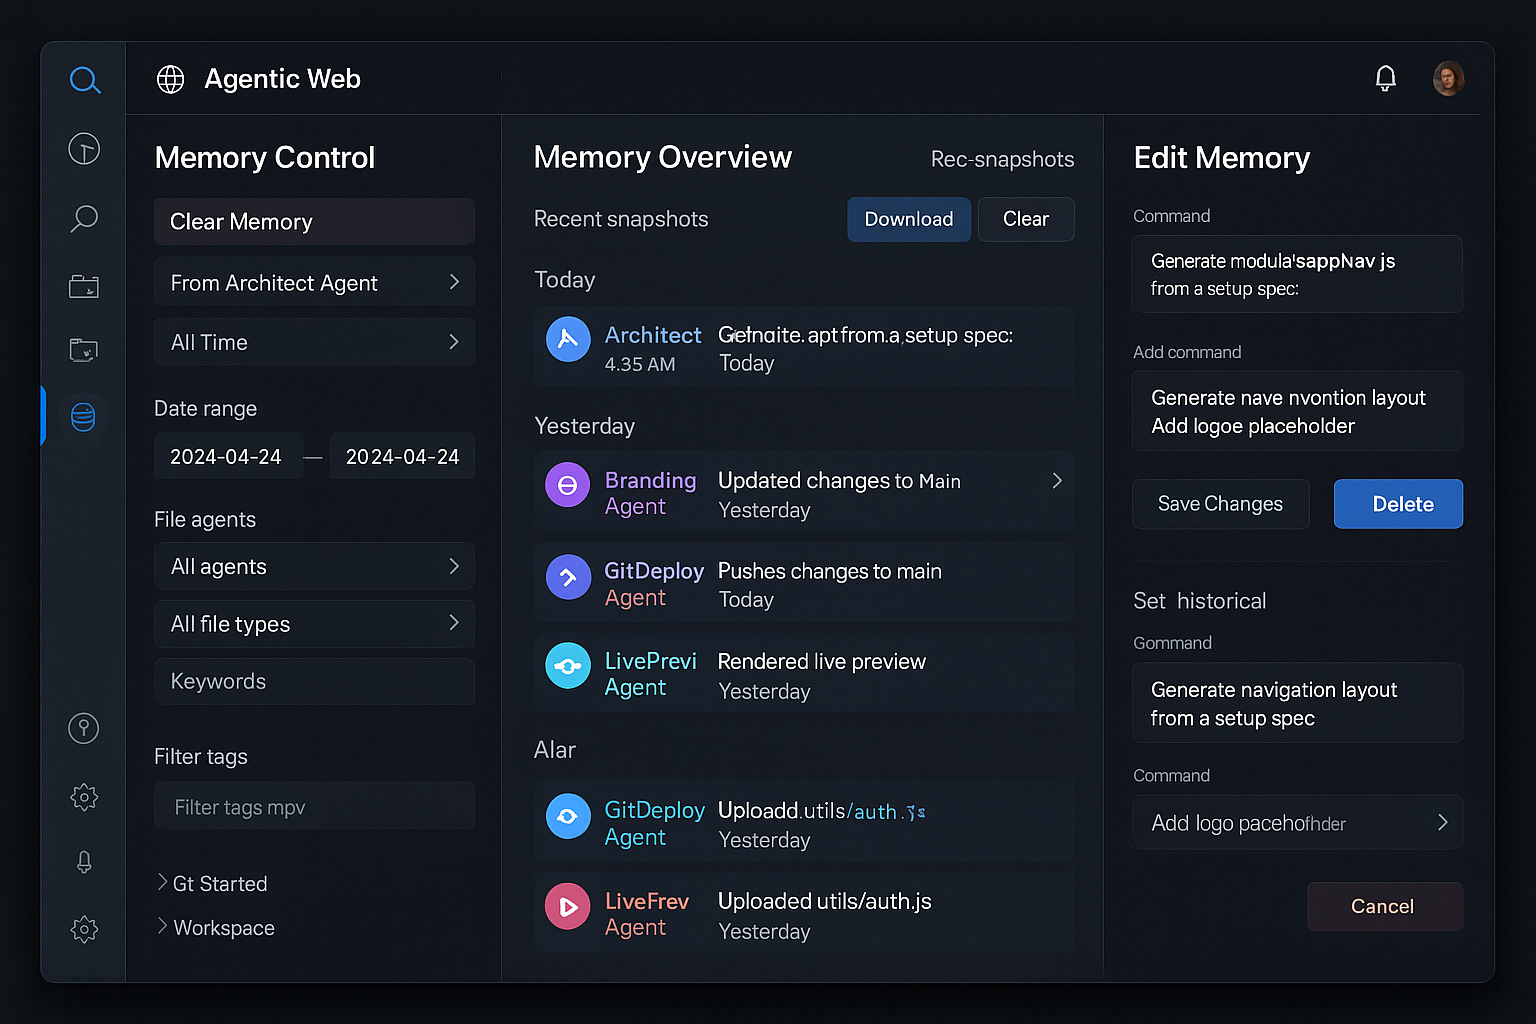 Agentic Web
Memory Control
Clear Memory
From Architect Agent
All Time
Date range
2024-04-24 — 2024-04-24
File agents
All agents
All file types
Keywords
Filter tags
Filter tags mpv
Gt Started
Workspace
Memory Overview
Rec-snapshots
Recent snapshots
Download
Clear
Today
Architect
4.35 AM
setup spec:
Today
Yesterday
Branding
Agent
Updated changes to Main
Yesterday
GitDeploy
Agent
Pushes changes to main
Today
LivePrevi
Agent
Rendered live preview
Yesterday
Alar
GitDeploy
Agent
Uploadd.utils/auth
Yesterday
LiveFrev
Agent
Uploaded utils/auth.js
Yesterday
Edit Memory
Command
Generate modula'sappNav js
from a setup spec:
Add command
Generate nave nvontion layout
Add logoe placeholder
Save Changes
Delete
Set historical
Gommand
Generate navigation layout
from a setup spec
Command
Add logo
Cancel